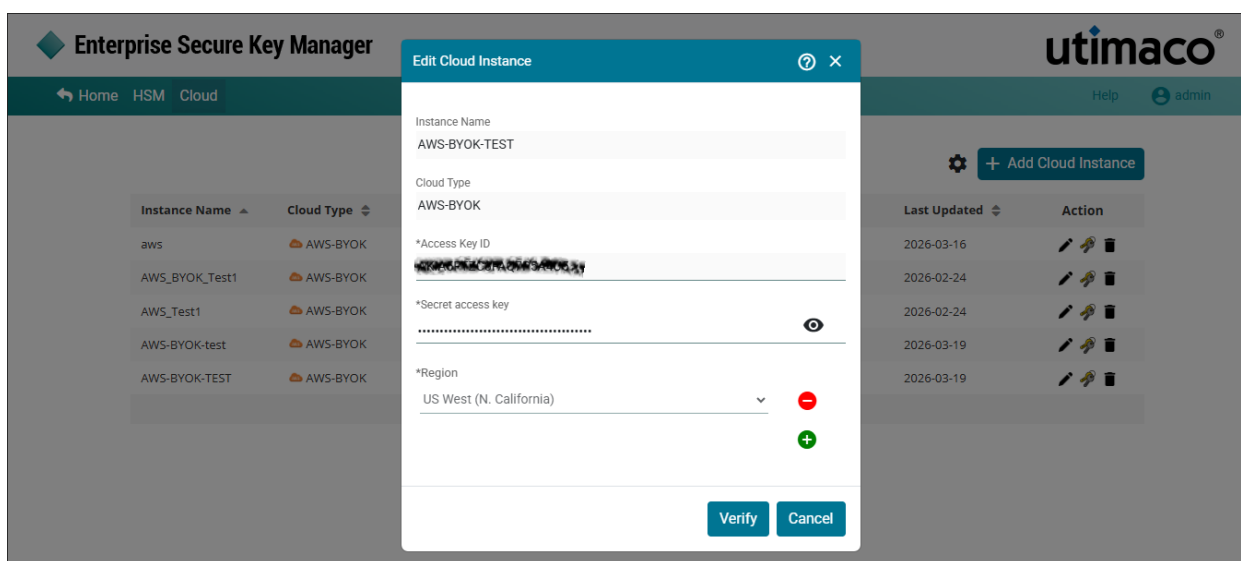 Enterprise Secure Key Manager
utimaco®
Home HSM Cloud
Help admin
Edit Cloud Instance
Instance Name
AWS-BYOK-TEST
Cloud Type
AWS-BYOK
*Access Key ID
*Secret access key
*Region
US West (N. California)
Verify Cancel
+ Add Cloud Instance
Instance Name Cloud Type Last Updated Action
aws AWS-BYOK 2026-03-16
AWS_BYOK_Test1 AWS-BYOK 2026-02-24
AWS_Test1 AWS-BYOK 2026-02-24
AWS-BYOK-test AWS-BYOK 2026-03-19
AWS-BYOK-TEST AWS-BYOK 2026-03-19